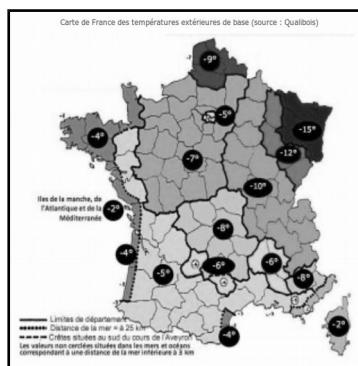 Carte de France des températures extérieures de base (source : Qualibois)
-9°
-5°
-15°
-4°
-12°
-7°
-10°
Iles de la manche, de
l'Atlantique et de la
Méditerranée
-2°
-8°
-4°
-5°
-6°
-6°
-8°
-4°
-2°
Limites de département
Distance de la mer = à 25 km
Crêtes situées au sud du cours de l'Aveyron
Les valeurs non cerclées situées dans les mers et océans
correspondant à une distance de la mer inférieure à 3 km